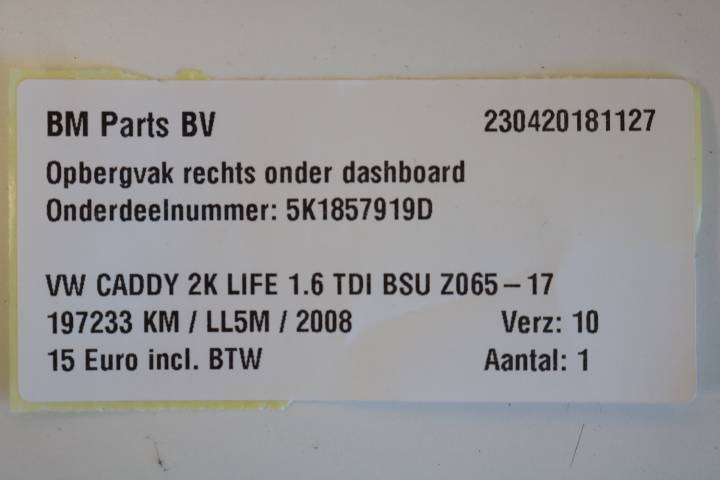 BM Parts BV 230420181127
Opbergvak rechts onder dashboard
Onderdeelnummer: 5K1857919D
VW CADDY 2K LIFE 1.6 TDI BSU Z065 – 17
197233 KM / LL5M / 2008 Verz: 10
15 Euro incl. BTW Aantal: 1